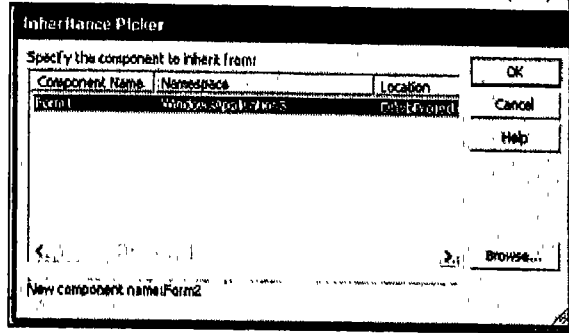 Inheritance Picker
Specify the component to inherit from:
Component Name Namespace Location
Form1
OK
Cancel
Help
Browse...
New component name:Form2